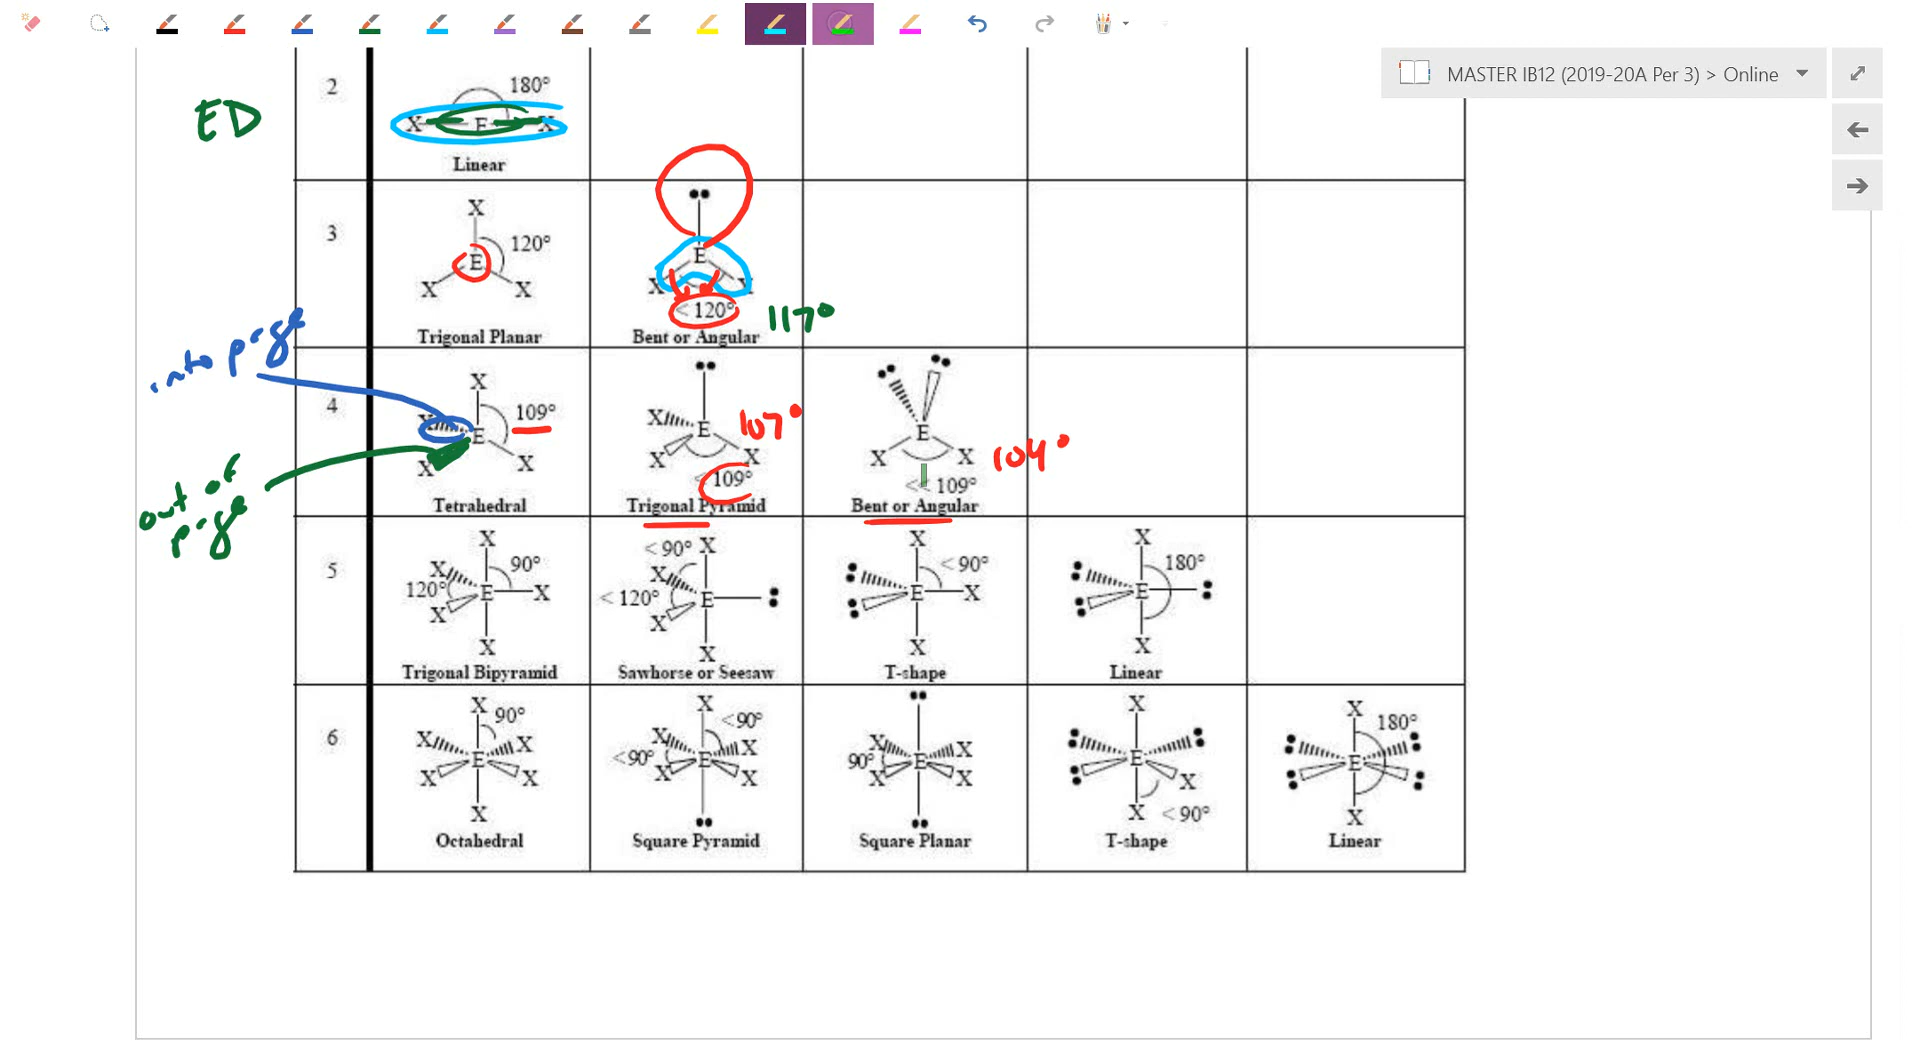 MASTER IB12 (2019-20A Per 3) > Online
ED
2
180°
X E X
Linear
3
X
120°
E
X X
Trigonal Planar
E
X X
< 120°
117°
Bent or Angular
into page
out of
page
4
X
109°
X
E
X X
Tetrahedral
X
E
X X
107°
< 109°
Trigonal Pyramid
E
X X
104°
<< 109°
Bent or Angular
5
X
90°
X
120°
E X
X
X
Trigonal Bipyramid
< 90° X
X
< 120° E
X
X
Sawhorse or Seesaw
X
< 90°
E X
X
T-shape
X
180°
E
X
Linear
6
X 90°
X X
E
X X
X
Octahedral
X
< 90°
X X
< 90° E
X X
Square Pyramid
X X
90° E
X X
Square Planar
X
E
X
X < 90°
T-shape
X
180°
E
X
Linear